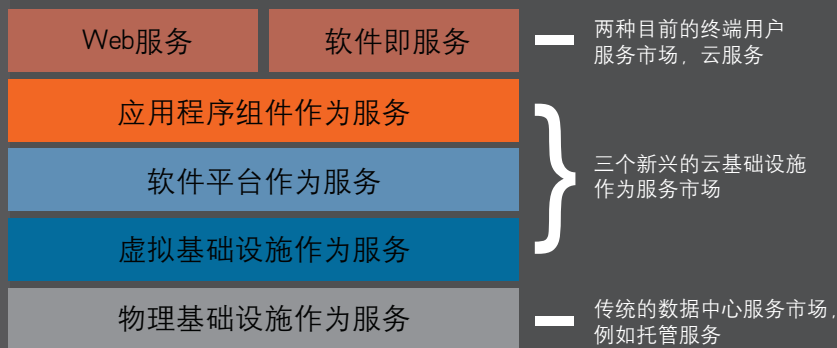 Web服务
软件即服务
两种目前的终端用户
服务市场，云服务
应用程序组件作为服务
软件平台作为服务
三个新兴的云基础设施
作为服务市场
虚拟基础设施作为服务
物理基础设施作为服务
传统的数据中心服务市场，
例如托管服务